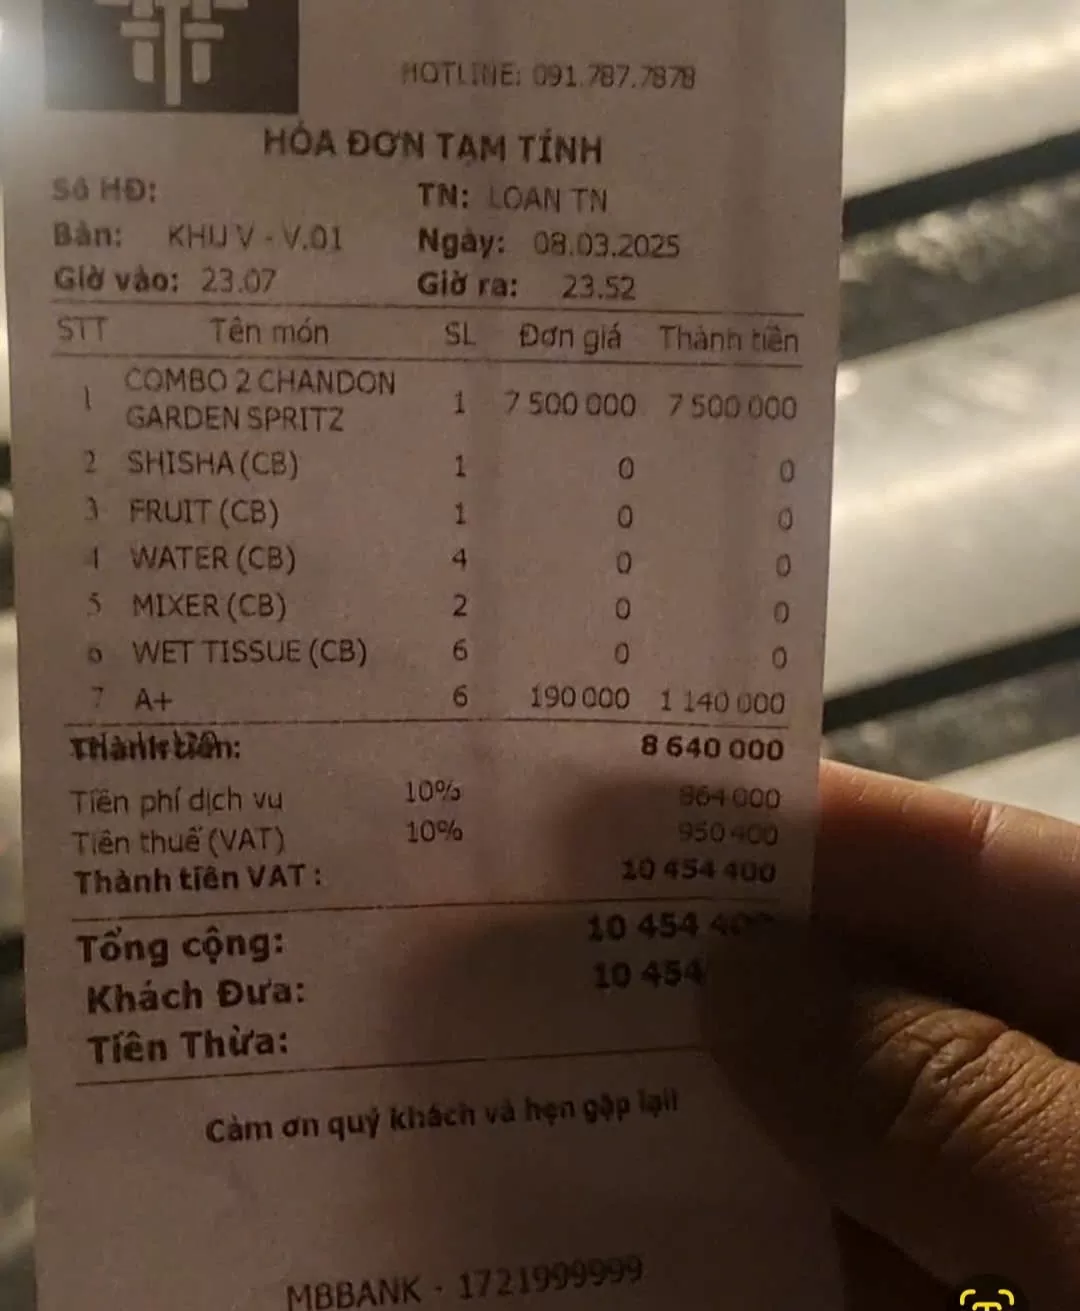 HOTLINE: 091.787.7878
HÓA ĐƠN TẠM TÍNH
Số HĐ: TN: LOAN TN
Bàn: KHU V - V.01 Ngày: 08.03.2025
Giờ vào: 23.07 Giờ ra: 23.52
STT Tên món SL Đơn giá Thành tiền
1 COMBO 2 CHANDON GARDEN SPRITZ 1 7 500 000 7 500 000
2 SHISHA (CB) 1 0 0
3 FRUIT (CB) 1 0 0
4 WATER (CB) 4 0 0
5 MIXER (CB) 2 0 0
6 WET TISSUE (CB) 6 0 0
7 A+ 6 190 000 1 140 000
Thành tiền: 8 640 000
Tiền phí dịch vụ 10% 864 000
Tiền thuế (VAT) 10% 950 400
Thành tiền VAT : 10 454 400
Tổng cộng: 10 454 400
Khách Đưa: 10 454
Tiền Thừa:
Cảm ơn quý khách và hẹn gặp lại!
MBBANK - 1721999999